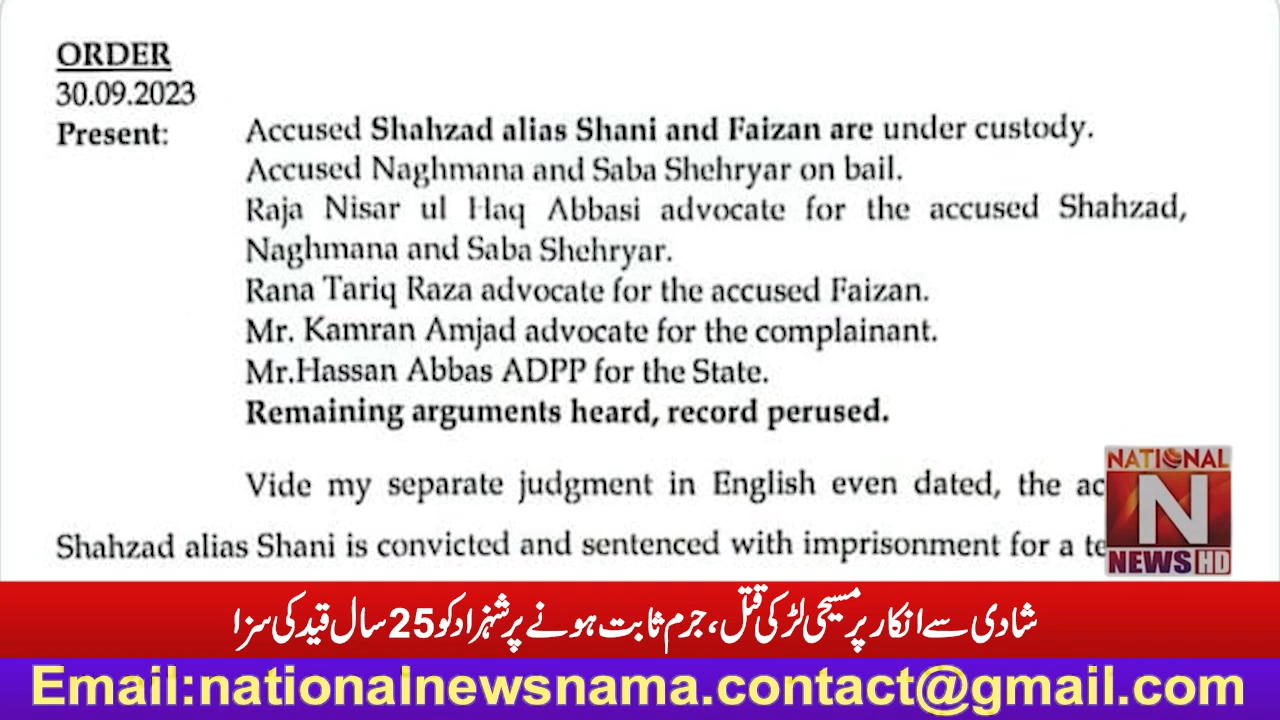 ORDER
30.09.2023
Present: Accused Shahzad alias Shani and Faizan are under custody.
Accused Naghmana and Saba Shehryar on bail.
Raja Nisar ul Haq Abbasi advocate for the accused Shahzad,
Naghmana and Saba Shehryar.
Rana Tariq Raza advocate for the accused Faizan.
Mr. Kamran Amjad advocate for the complainant.
Mr.Hassan Abbas ADPP for the State.
Remaining arguments heard, record perused.
Vide my separate judgment in English even dated, the
Shahzad alias Shani is convicted and sentenced with imprisonment for a
NATIONAL
N
NEWS HD
شادی سے انکار پر مسیحی لڑکی قتل، جرم ثابت ہونے پر شہزاد کو 25 سال قید کی سزا
Email:nationalnewsnama.contact@gmail.com